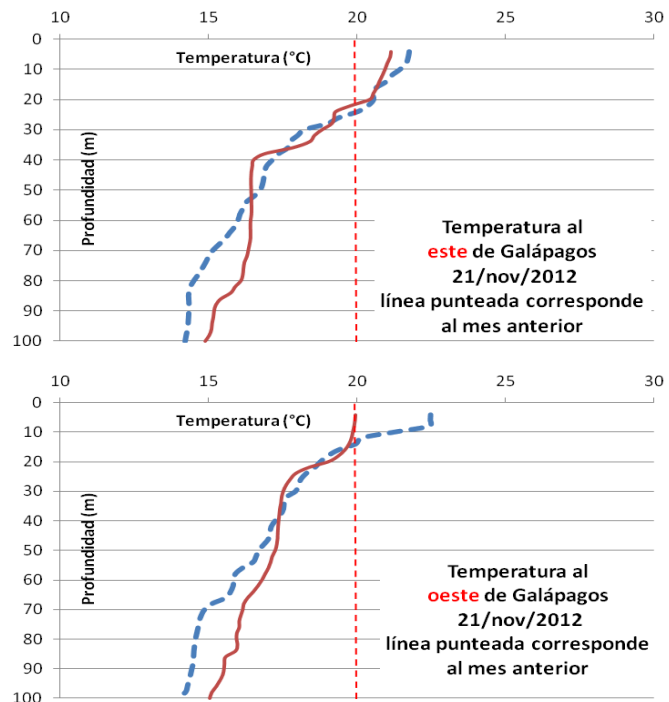 10 15 20 25 30
0
Temperatura (°C)
10
20
30
40
50
60
70
80
90
100
Profundidad (m)
Temperatura al
este de Galápagos
21/nov/2012
línea punteada corresponde
al mes anterior
10 15 20 25 30
0
Temperatura (°C)
10
20
30
40
50
60
70
80
90
100
Profundidad (m)
Temperatura al
oeste de Galápagos
21/nov/2012
línea punteada corresponde
al mes anterior